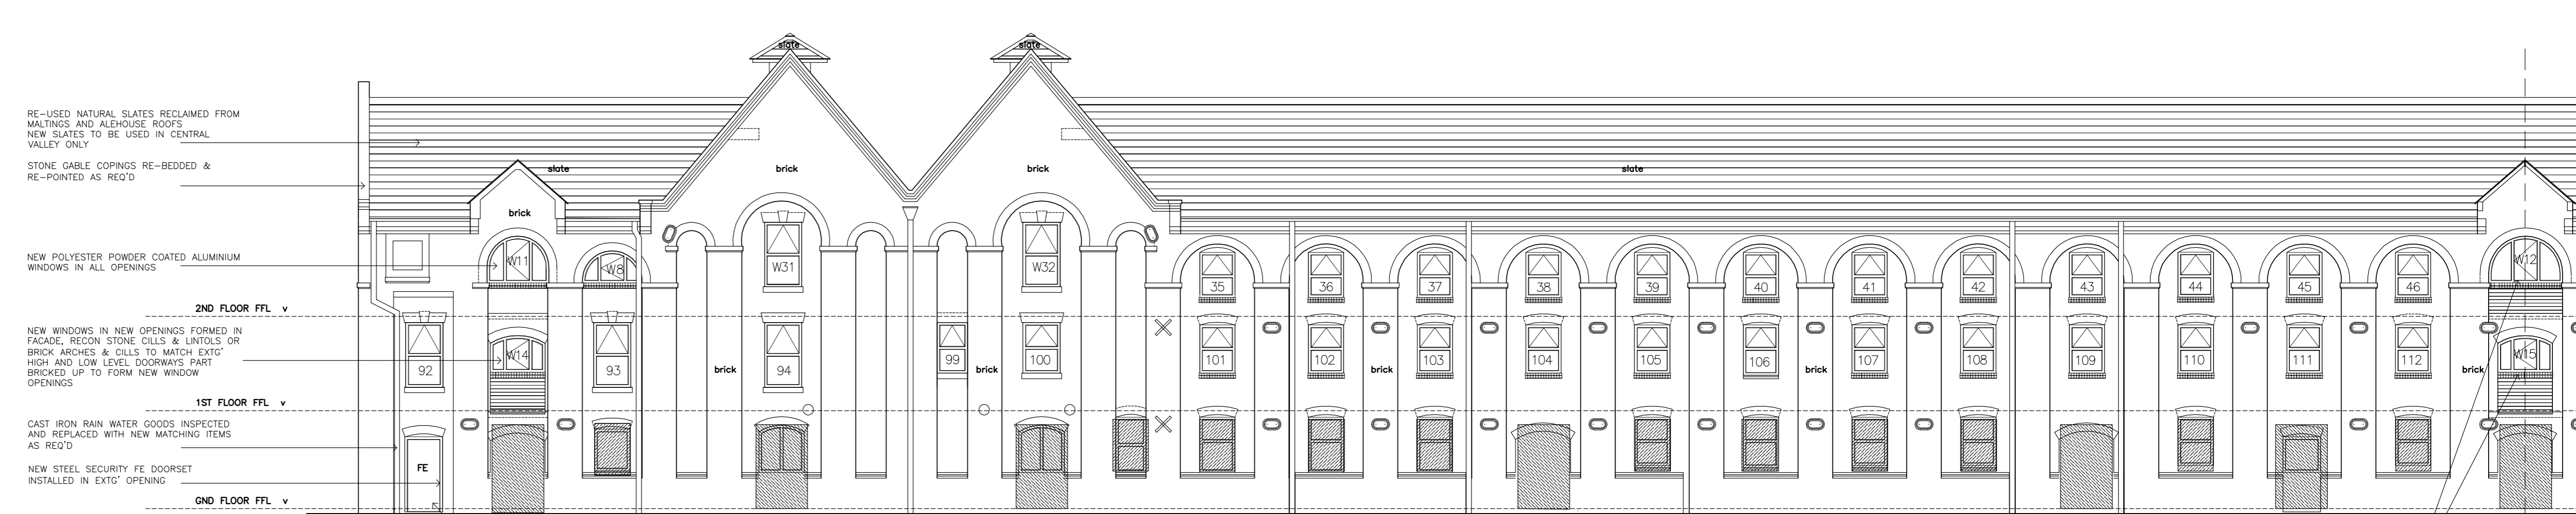 slate
slate
RE-USED NATURAL SLATES RECLAIMED FROM
MALTINGS AND ALEHOUSE ROOFS
NEW SLATES TO BE USED IN CENTRAL
VALLEY ONLY
STONE GABLE COPINGS RE-BEDDED &
RE-POINTED AS REQ'D
slate
brick
brick
slate
brick
NEW POLYESTER POWDER COATED ALUMINIUM
WINDOWS IN ALL OPENINGS
W11
W8
W31
W32
35
36
37
38
39
40
41
42
43
44
45
46
W12
2ND FLOOR FFL v
NEW WINDOWS IN NEW OPENINGS FORMED IN
FACADE, RECON STONE CILLS & LINTOLS OR
BRICK ARCHES & CILLS TO MATCH EXTG'
HIGH AND LOW LEVEL DOORWAYS PART
BRICKED UP TO FORM NEW WINDOW
OPENINGS
92
W14
93
94
99
100
101
102
103
104
105
106
107
108
109
110
111
112
W15
brick
brick
brick
brick
brick
1ST FLOOR FFL v
CAST IRON RAIN WATER GOODS INSPECTED
AND REPLACED WITH NEW MATCHING ITEMS
AS REQ'D
NEW STEEL SECURITY FE DOORSET
INSTALLED IN EXTG' OPENING
FE
GND FLOOR FFL v